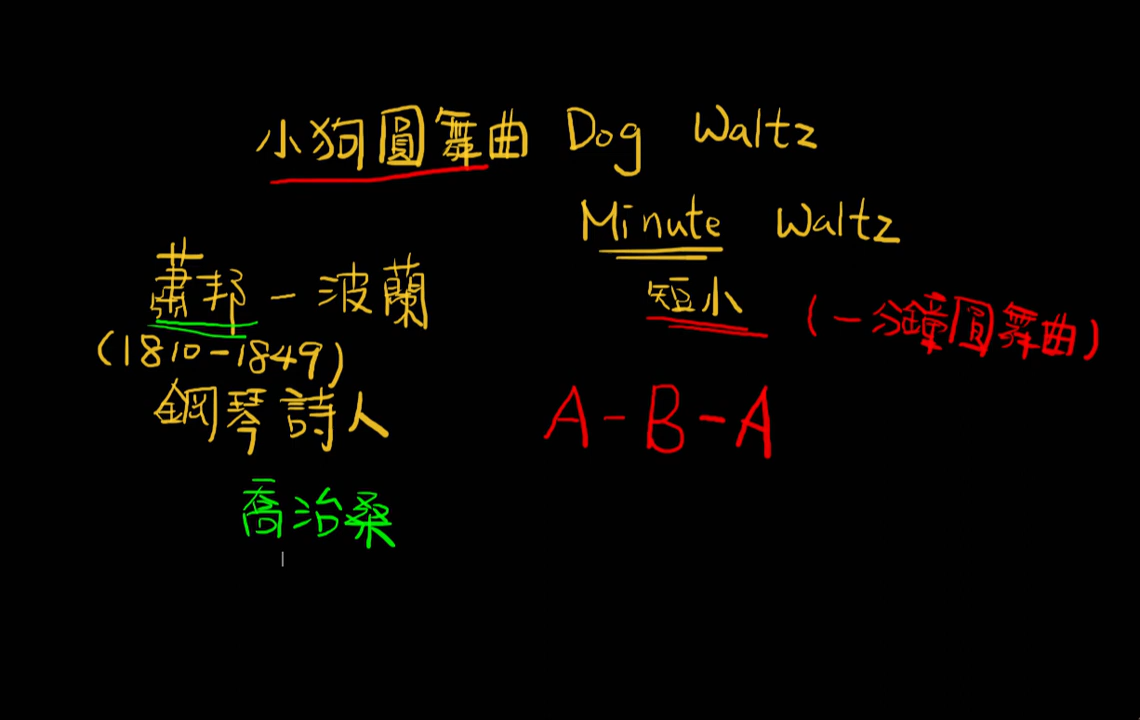 小狗圓舞曲 Dog Waltz
Minute Waltz
短小 (一分鐘圓舞曲)
蕭邦-波蘭
(1810-1849)
鋼琴詩人
A-B-A
喬治桑